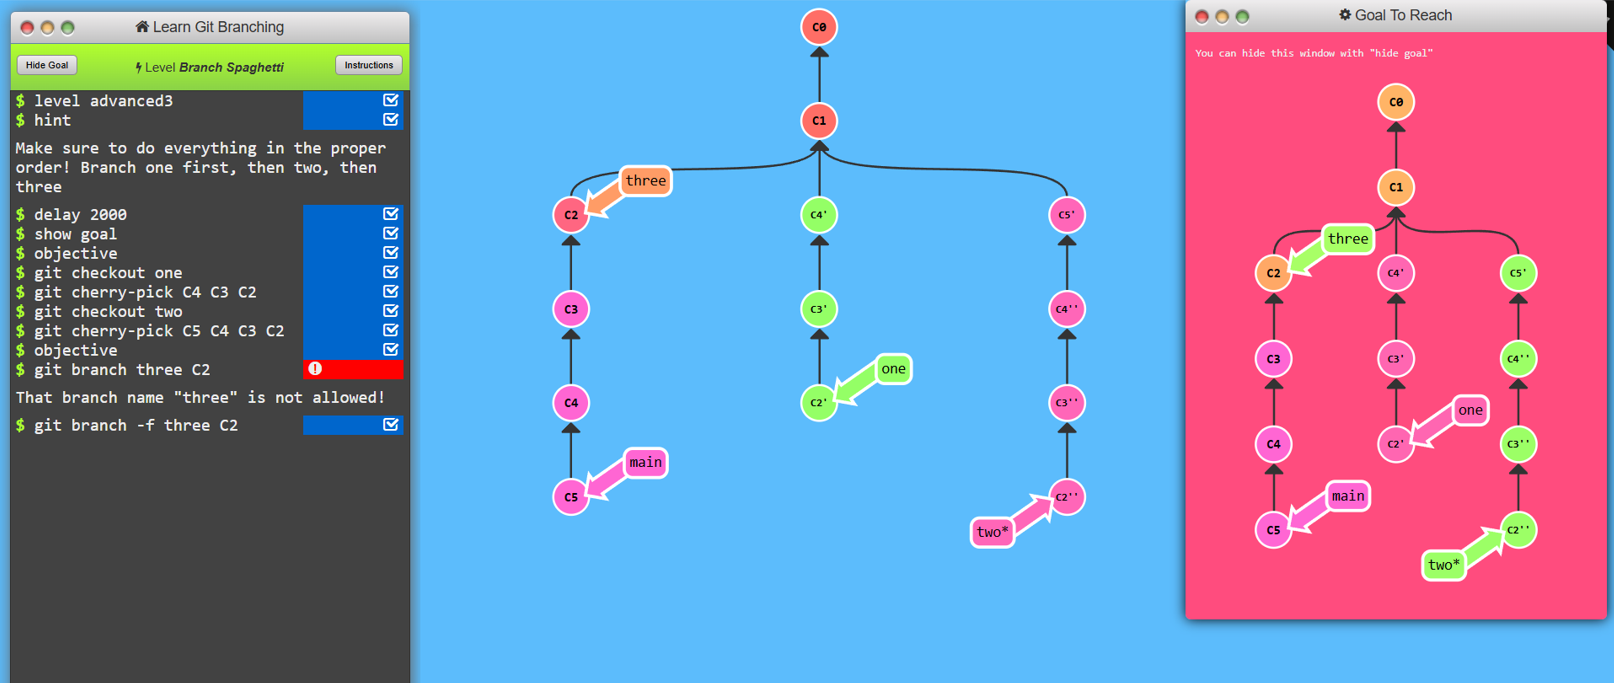 Learn Git Branching
Hide Goal
Level Branch Spaghetti
Instructions
$ level advanced3
$ hint
Make sure to do everything in the proper
order! Branch one first, then two, then
three
$ delay 2000
$ show goal
$ objective
$ git checkout one
$ git cherry-pick C4 C3 C2
$ git checkout two
$ git cherry-pick C5 C4 C3 C2
$ objective
$ git branch three C2
That branch name "three" is not allowed!
$ git branch -f three C2
C0
C1
three
C2
C4'
C5'
C3
C3'
C4''
one
C4
C2'
C3''
main
C5
C2''
two*
Goal To Reach
You can hide this window with "hide goal"
C0
C1
three
C2
C4'
C5'
C3
C3'
C4''
one
C4
C2'
C3''
main
C5
C2''
two*